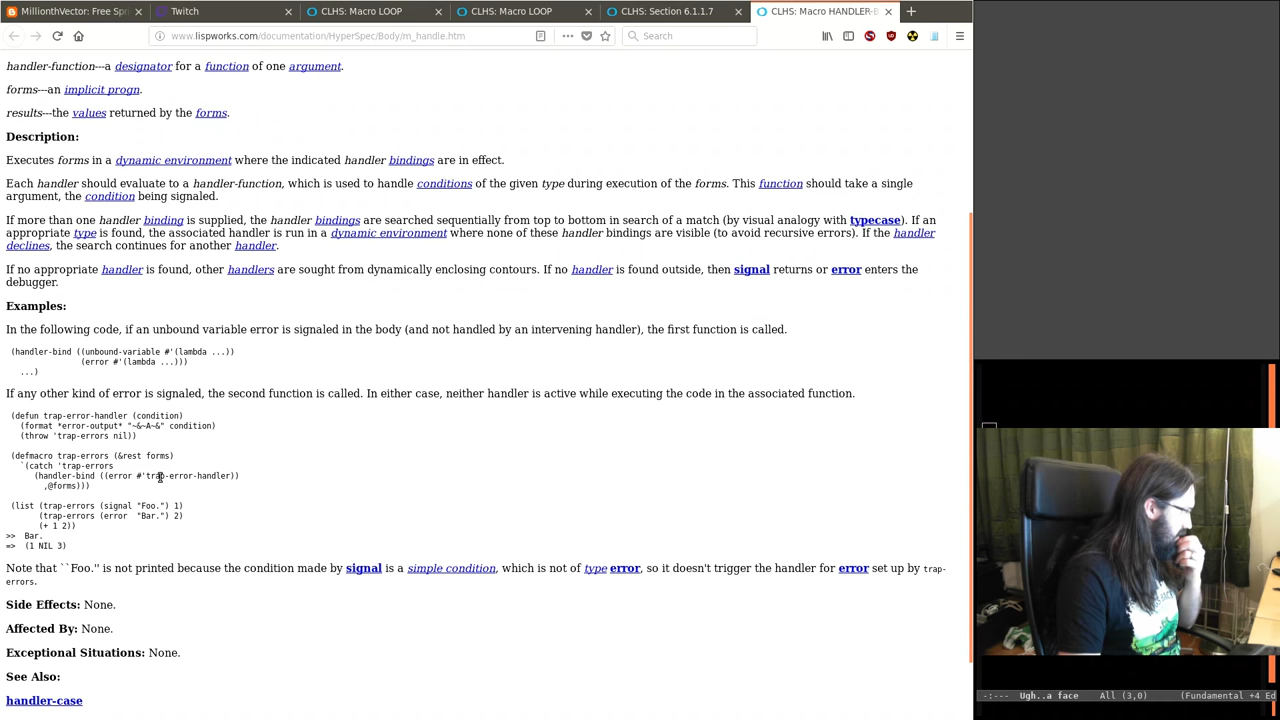 MillionthVector: Free Spri
Twitch
CLHS: Macro LOOP
CLHS: Macro LOOP
CLHS: Section 6.1.1.7
CLHS: Macro HANDLER-B
www.lispworks.com/documentation/HyperSpec/Body/m_handle.htm
Search
handler-function---a designator for a function of one argument.
forms---an implicit progn.
results---the values returned by the forms.
Description:
Executes forms in a dynamic environment where the indicated handler bindings are in effect.
Each handler should evaluate to a handler-function, which is used to handle conditions of the given type during execution of the forms. This function should take a single
argument, the condition being signaled.
If more than one handler binding is supplied, the handler bindings are searched sequentially from top to bottom in search of a match (by visual analogy with typecase). If an
appropriate type is found, the associated handler is run in a dynamic environment where none of these handler bindings are visible (to avoid recursive errors). If the handler
declines, the search continues for another handler.
If no appropriate handler is found, other handlers are sought from dynamically enclosing contours. If no handler is found outside, then signal returns or error enters the
debugger.
Examples:
In the following code, if an unbound variable error is signaled in the body (and not handled by an intervening handler), the first function is called.
(handler-bind ((unbound-variable #'(lambda ...))
(error #'(lambda ...)))
...)
If any other kind of error is signaled, the second function is called. In either case, neither handler is active while executing the code in the associated function.
(defun trap-error-handler (condition)
(format *error-output* "~&~A~&" condition)
(throw 'trap-errors nil))
(defmacro trap-errors (&rest forms)
`(catch 'trap-errors
(handler-bind ((error #'trap-error-handler))
,@forms)))
(list (trap-errors (signal "Foo.") 1)
(trap-errors (error "Bar.") 2)
(+ 1 2))
>> Bar.
=> (1 NIL 3)
Note that ``Foo.'' is not printed because the condition made by signal is a simple condition, which is not of type error, so it doesn't trigger the handler for error set up by trap-
errors.
Side Effects: None.
Affected By: None.
Exceptional Situations: None.
See Also:
handler-case
-:--- Ugh..a face All (3,0) (Fundamental +4 Ed